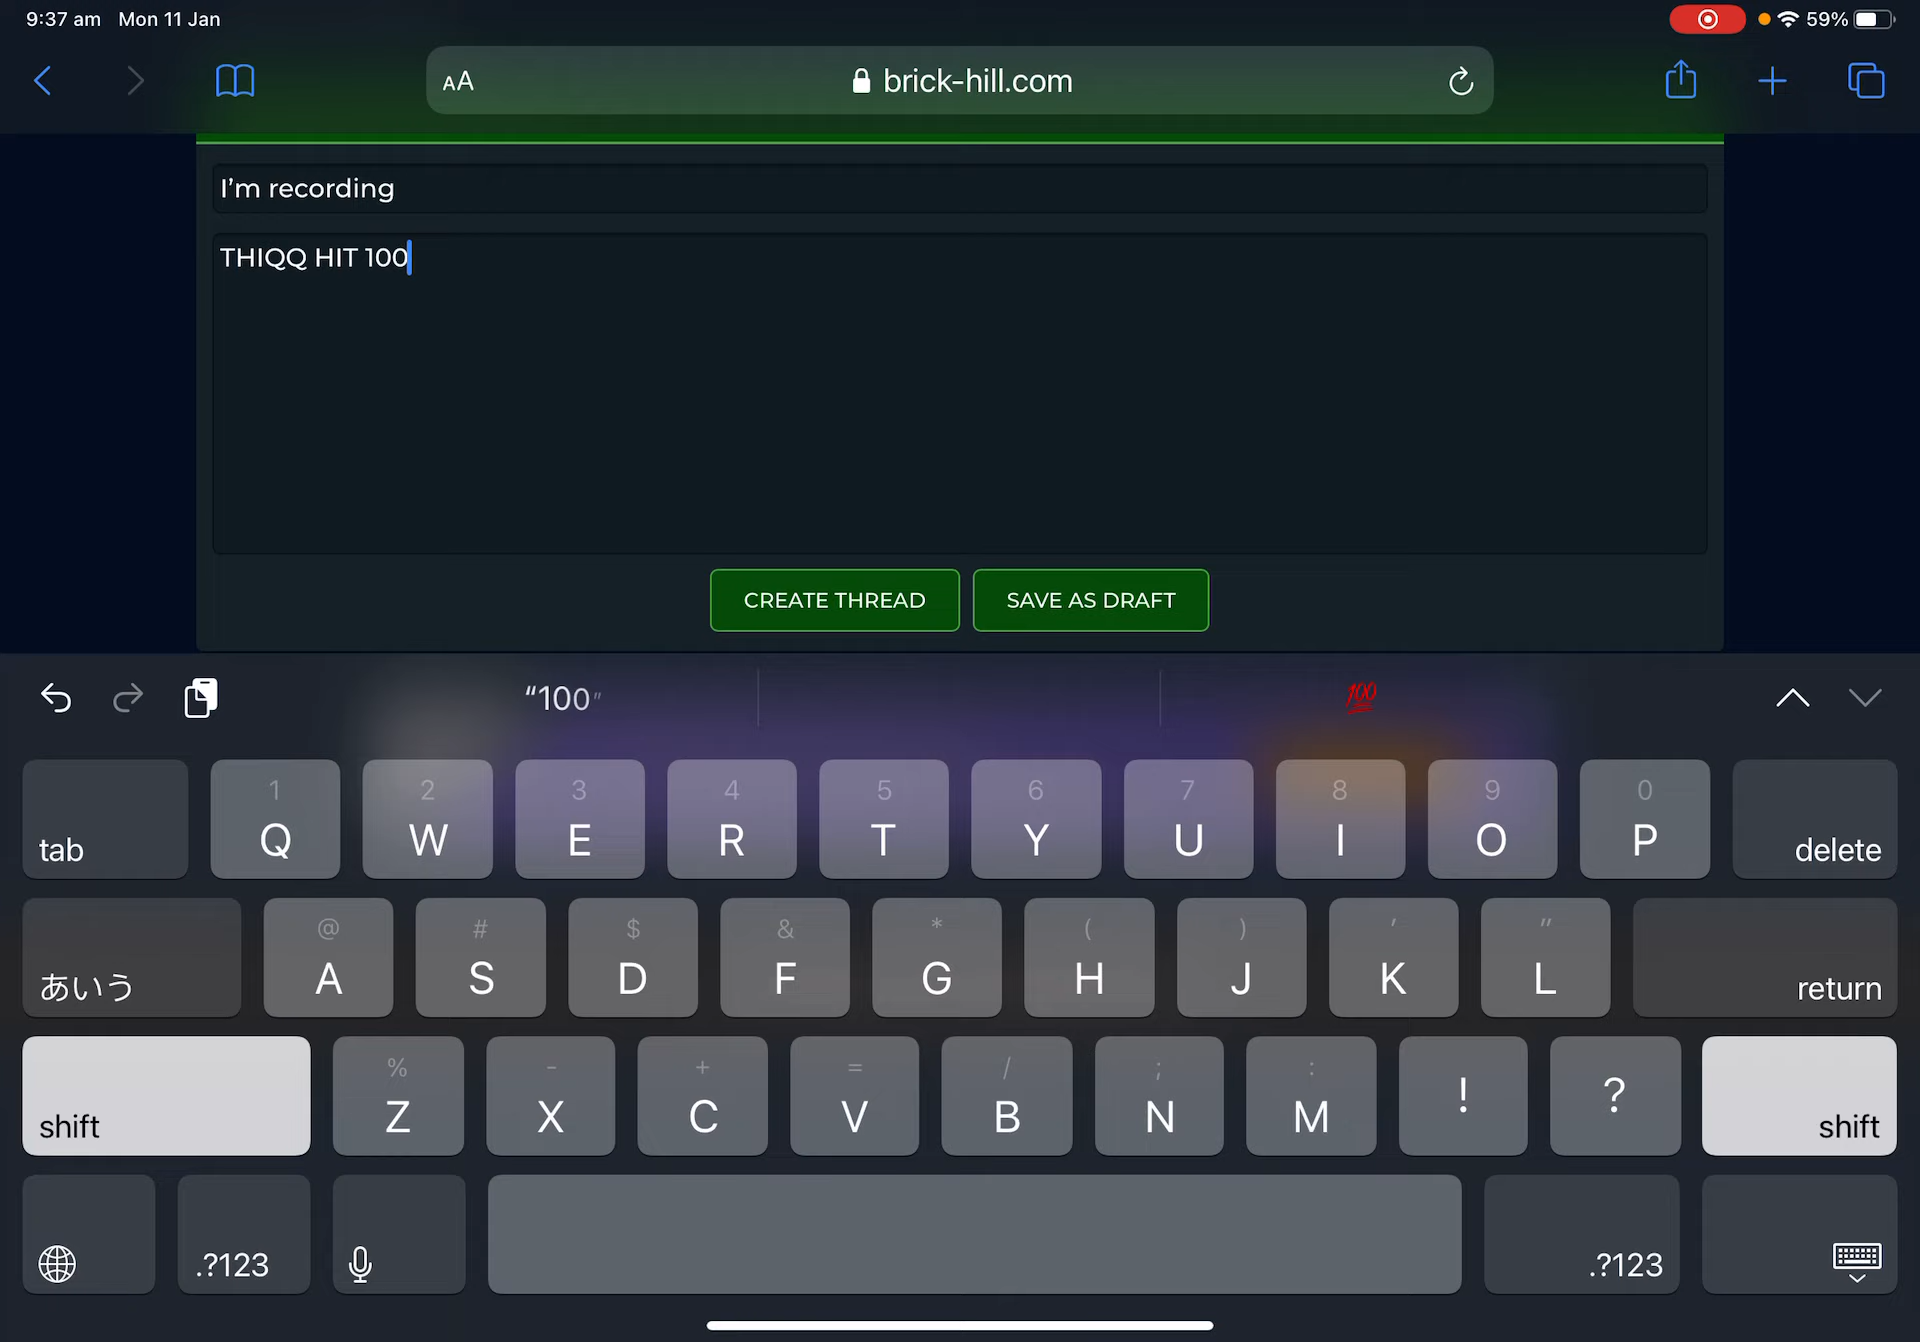 9:37 am Mon 11 Jan
59%
AA
brick-hill.com
I'm recording
THIQQ HIT 100
CREATE THREAD SAVE AS DRAFT
“100” 💯
1 2 3 4 5 6 7 8 9 0
tab Q W E R T Y U I O P delete
@ # $ & * ( ) ' "
あいう A S D F G H J K L return
% - + = / ; :
shift Z X C V B N M ! ? shift
.?123 .?123